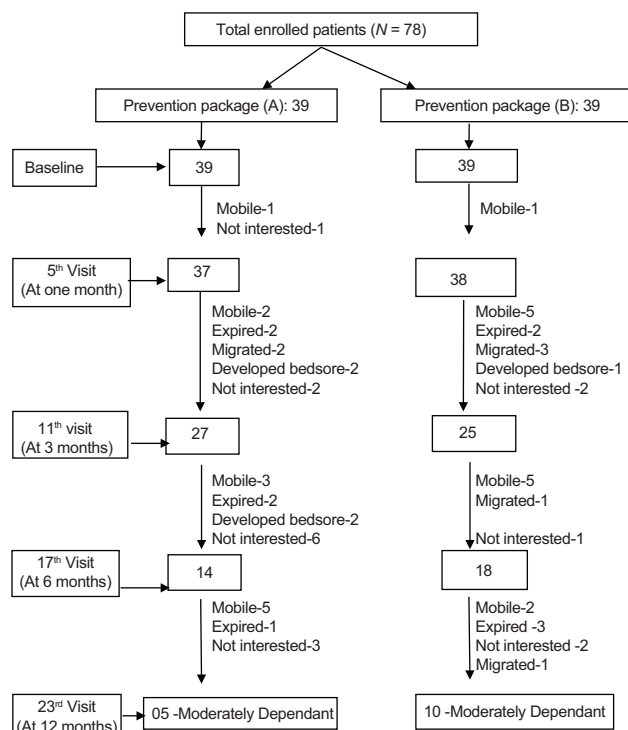 Total enrolled patients (N = 78)
Prevention package (A): 39
Prevention package (B): 39
Baseline
39
39
Mobile-1
Not interested-1
Mobile-1
5th Visit
(At one month)
37
38
Mobile-2
Expired-2
Migrated-2
Developed bedsore-2
Not interested-2
Mobile-5
Expired-2
Migrated-3
Developed bedsore-1
Not interested -2
11th visit
(At 3 months)
27
25
Mobile-3
Expired-2
Developed bedsore-2
Not interested-6
Mobile-5
Migrated-1
Not interested-1
17th Visit
(At 6 months)
14
18
Mobile-5
Expired-1
Not interested-3
Mobile-2
Expired -3
Not interested -2
Migrated-1
23rd Visit
(At 12 months)
05 -Moderately Dependant
10 -Moderately Dependant